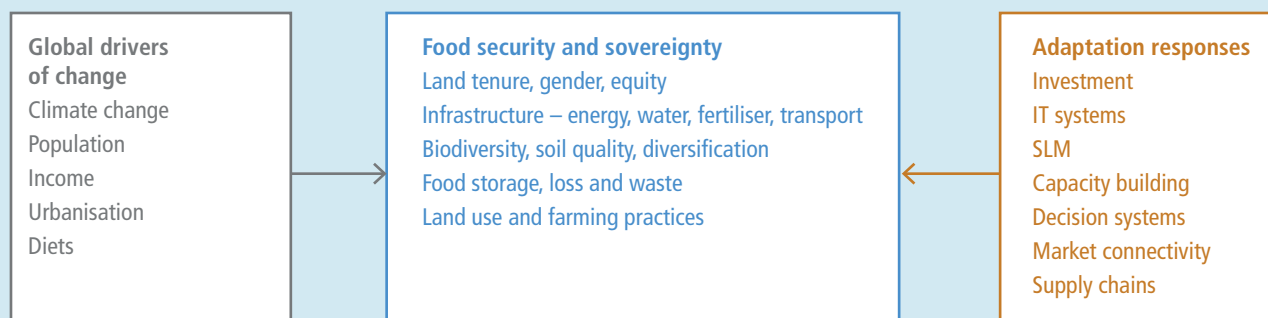 Global drivers
of change
Climate change
Population
Income
Urbanisation
Diets
Food security and sovereignty
Land tenure, gender, equity
Infrastructure – energy, water, fertiliser, transport
Biodiversity, soil quality, diversification
Food storage, loss and waste
Land use and farming practices
Adaptation responses
Investment
IT systems
SLM
Capacity building
Decision systems
Market connectivity
Supply chains